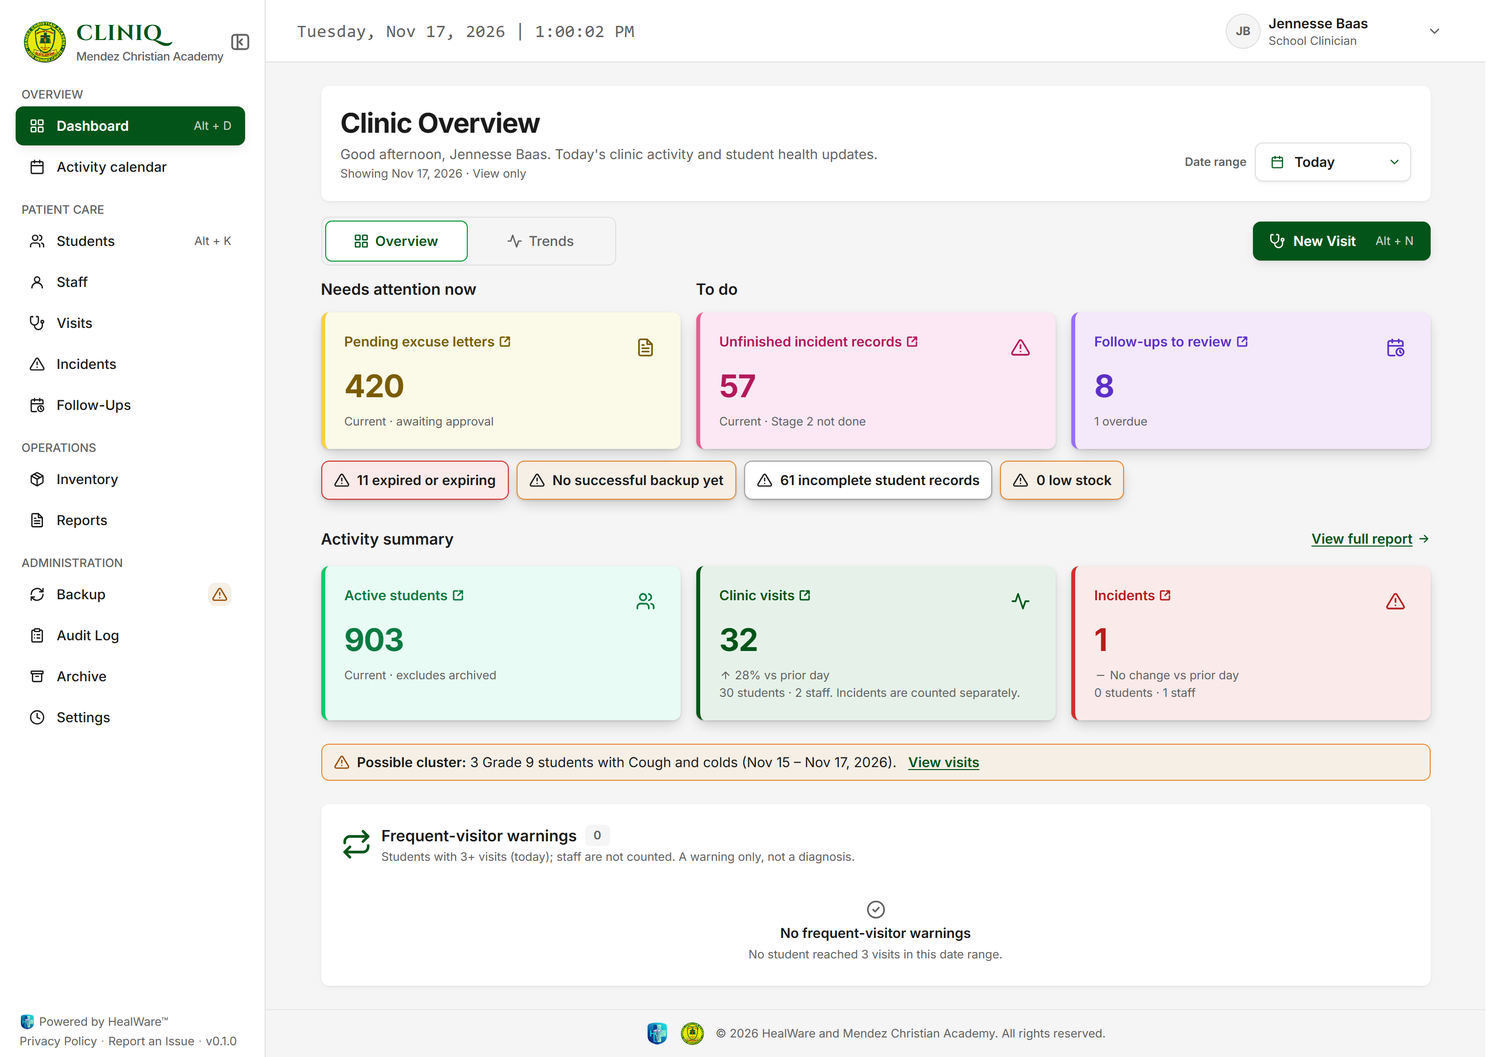 CLINIQ
Mendez Christian Academy
OVERVIEW
Dashboard Alt + D
Activity calendar
PATIENT CARE
Students Alt + K
Staff
Visits
Incidents
Follow-Ups
OPERATIONS
Inventory
Reports
ADMINISTRATION
Backup
Audit Log
Archive
Settings
Powered by HealWare™
Privacy Policy · Report an Issue · v0.1.0
Tuesday, Nov 17, 2026 | 1:00:02 PM
JB
Jennesse Baas
School Clinician
Clinic Overview
Good afternoon, Jennesse Baas. Today's clinic activity and student health updates.
Showing Nov 17, 2026 · View only
Date range Today
Overview Trends
New Visit Alt + N
Needs attention now
To do
Pending excuse letters
420
Current · awaiting approval
Unfinished incident records
57
Current · Stage 2 not done
Follow-ups to review
8
1 overdue
11 expired or expiring
No successful backup yet
61 incomplete student records
0 low stock
Activity summary
View full report →
Active students
903
Current · excludes archived
Clinic visits
32
↑ 28% vs prior day
30 students · 2 staff. Incidents are counted separately.
Incidents
1
— No change vs prior day
0 students · 1 staff
Possible cluster: 3 Grade 9 students with Cough and colds (Nov 15 – Nov 17, 2026). View visits
Frequent-visitor warnings 0
Students with 3+ visits (today); staff are not counted. A warning only, not a diagnosis.
No frequent-visitor warnings
No student reached 3 visits in this date range.
© 2026 HealWare and Mendez Christian Academy. All rights reserved.